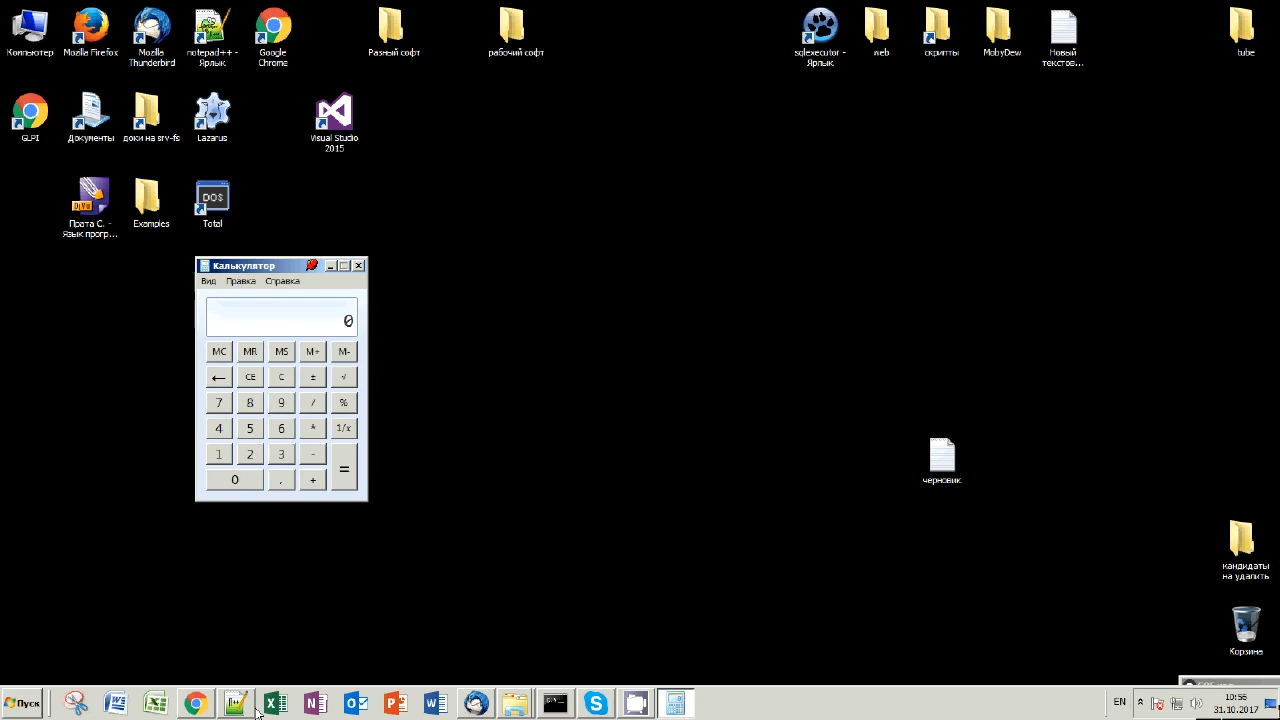 Компьютер
Mozilla Firefox
Mozilla
Thunderbird
notepad++ -
Ярлык
Google
Chrome
Разный софт
рабочий софт
sqlexecutor -
Ярлык
web
скрипты
MobyDew
Новый
текстов...
tube
GLPI
Документы
доки на srv-fs
Lazarus
Visual Studio
2015
DjVu
Прата С. -
Язык прогр...
Examples
DOS
Total
Калькулятор
Вид Правка Справка
0
MC MR MS M+ M-
← CE C ± √
7 8 9 / %
4 5 6 * 1/x
1 2 3 - =
0 , +
черновик
кандидаты
на удалить
Корзина
Пуск
EN
10:56
31.10.2017